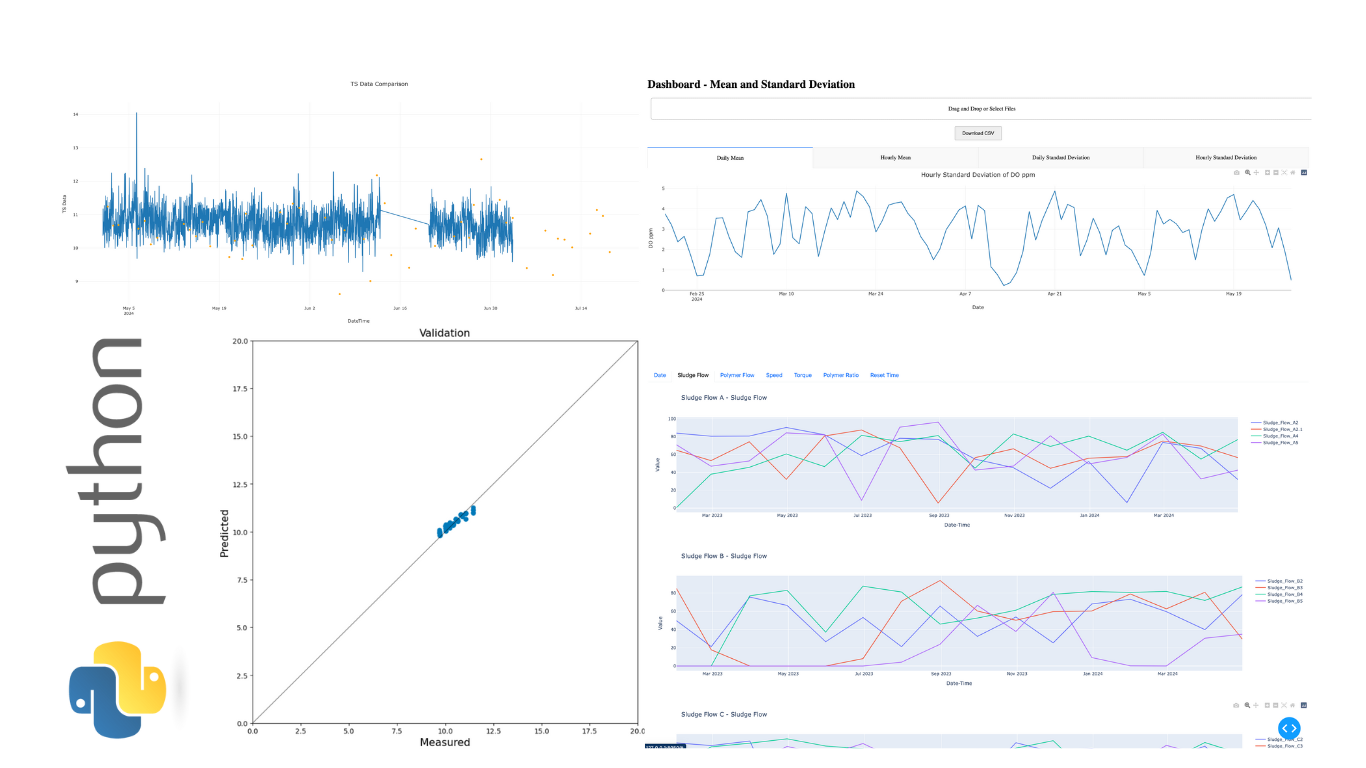 TS Data Comparison
14
13
12
11
10
9
TS Data
May 5
2024
May 19
Jun 2
Jun 16
Jun 30
Jul 14
DateTime
Dashboard - Mean and Standard Deviation
Drag and Drop or Select Files
Download CSV
Daily Mean
Hourly Mean
Daily Standard Deviation
Hourly Standard Deviation
Hourly Standard Deviation of DO ppm
5
4
3
2
1
0
DO ppm
Feb 25
2024
Mar 10
Mar 24
Apr 7
Apr 21
May 5
May 19
Date
python
Validation
20.0
17.5
15.0
12.5
10.0
7.5
5.0
2.5
0.0
Predicted
0.0
2.5
5.0
7.5
10.0
12.5
15.0
17.5
20.0
Measured
Date
Sludge Flow
Polymer Flow
Speed
Torque
Polymer Ratio
Reset Time
Sludge Flow A - Sludge Flow
100
80
60
40
20
0
Value
Mar 2023
May 2023
Jul 2023
Sep 2023
Nov 2023
Jan 2024
Mar 2024
Date-Time
Sludge_Flow_A2
Sludge_Flow_A2.1
Sludge_Flow_A4
Sludge_Flow_A5
Sludge Flow B - Sludge Flow
80
60
40
20
0
Value
Mar 2023
May 2023
Jul 2023
Sep 2023
Nov 2023
Jan 2024
Mar 2024
Date-Time
Sludge_Flow_B2
Sludge_Flow_B3
Sludge_Flow_B4
Sludge_Flow_B5
Sludge Flow C - Sludge Flow
80
Sludge_Flow_C2
Sludge_Flow_C3